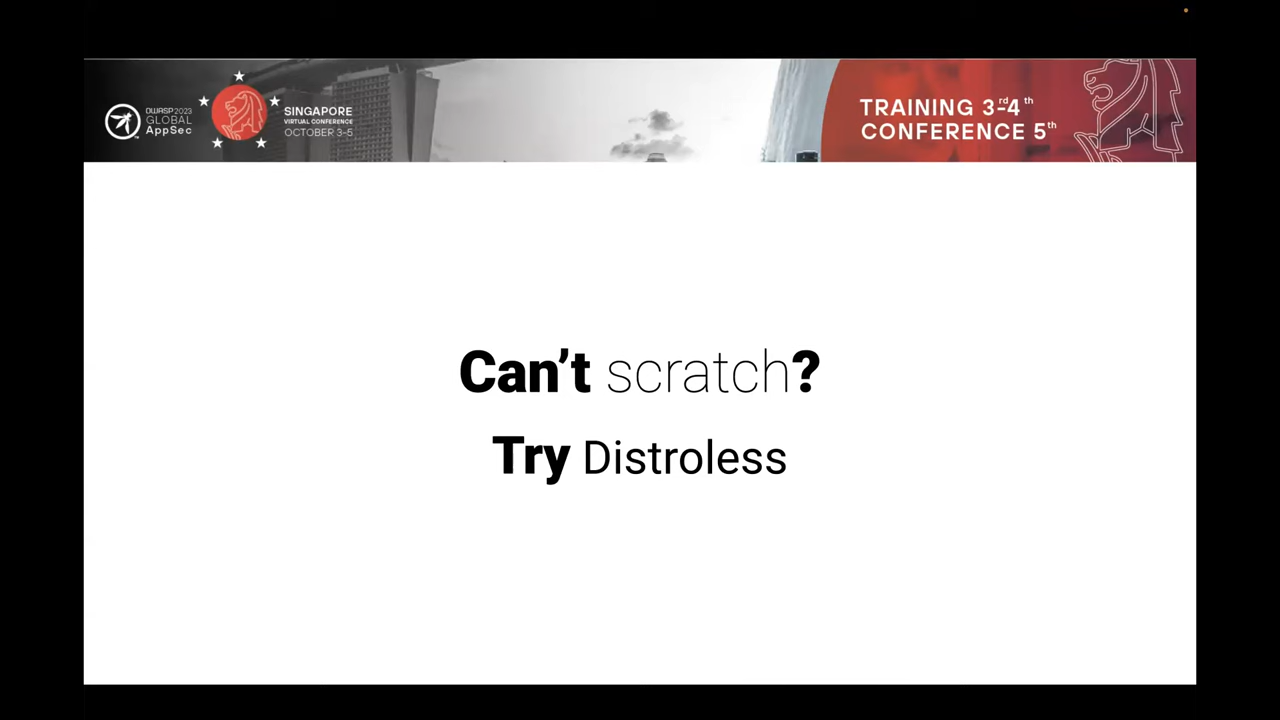 OWASP 2023
GLOBAL
AppSec
SINGAPORE
VIRTUAL CONFERENCE
OCTOBER 3-5
TRAINING 3rd-4th
CONFERENCE 5th
Can’t scratch?
Try Distroless